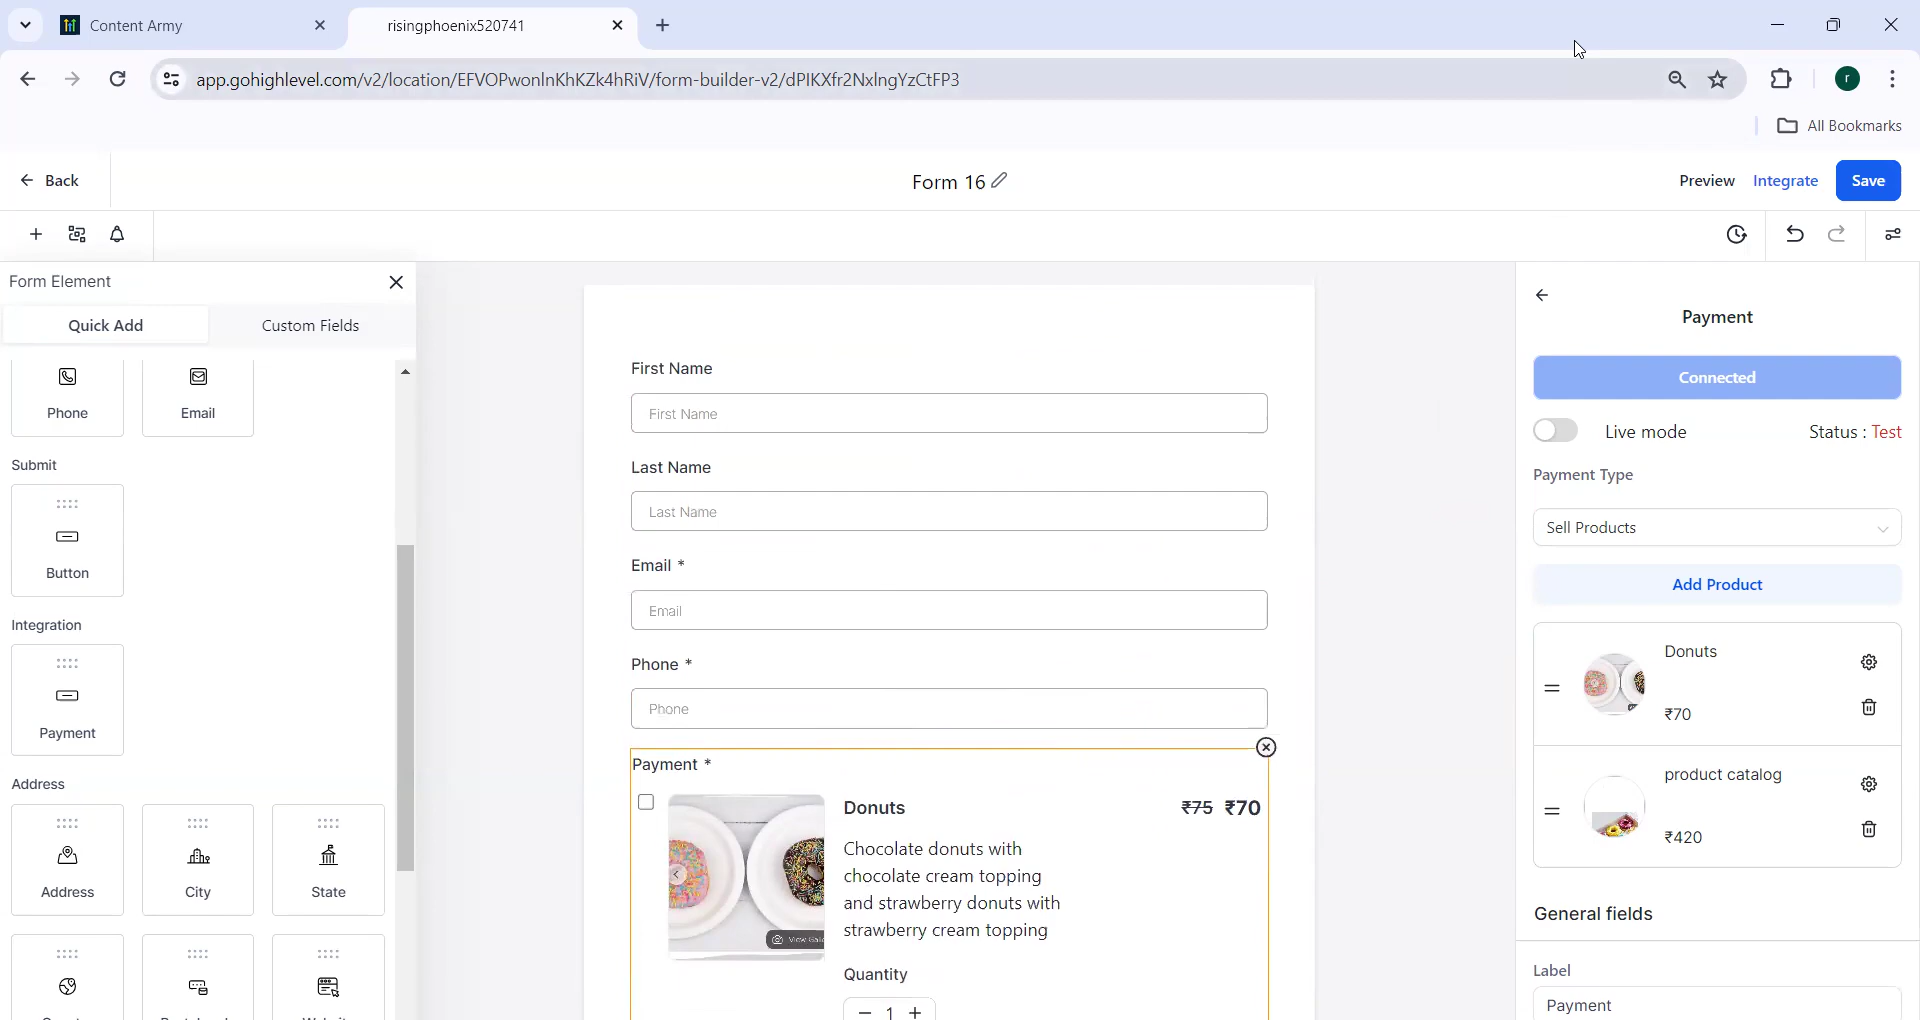 Content Army
risingphoenix520741
app.gohighlevel.com/v2/location/EFVOPwonlnKhKZk4hRiV/form-builder-v2/dPIKXfr2NxlngYzCtFP3
r
All Bookmarks
Back
Form 16
Preview
Integrate
Save
Form Element
Quick Add
Custom Fields
Phone
Email
Submit
Button
Integration
Payment
Address
Address
City
State
First Name
First Name
Last Name
Last Name
Email *
Email
Phone *
Phone
Payment *
Donuts
₹75 ₹70
Chocolate donuts with
chocolate cream topping
and strawberry donuts with
strawberry cream topping
View
Quantity
1
Payment
Connected
Live mode
Status : Test
Payment Type
Sell Products
Add Product
Donuts
₹70
product catalog
₹420
General fields
Label
Payment